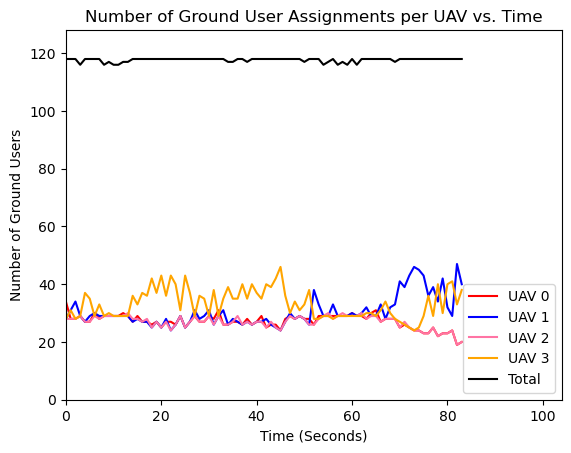 Number of Ground User Assignments per UAV vs. Time
Number of Ground Users
120
100
80
60
40
20
0
0 20 40 60 80 100
Time (Seconds)
UAV 0
UAV 1
UAV 2
UAV 3
Total